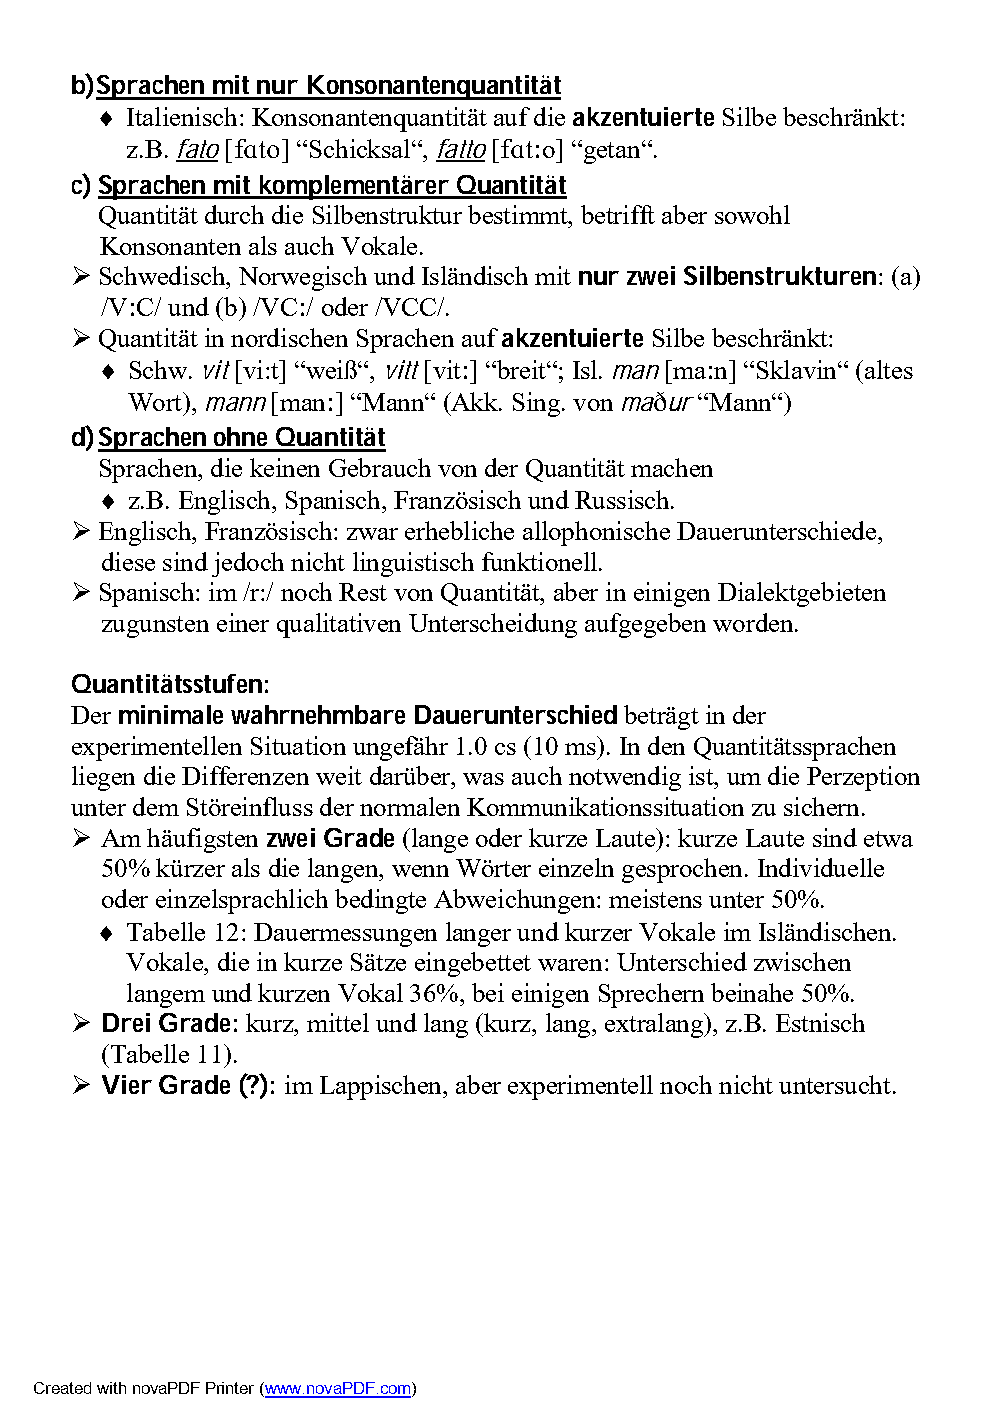 b) Sprachen mit nur Konsonantenquantität
♦ Italienisch: Konsonantenquantität auf die akzentuierte Silbe beschränkt:
z.B. fato [fɑto] “Schicksal“, fatto [fɑt:o] “getan“.
c) Sprachen mit komplementärer Quantität
Quantität durch die Silbenstruktur bestimmt, betrifft aber sowohl
Konsonanten als auch Vokale.
➢ Schwedisch, Norwegisch und Isländisch mit nur zwei Silbenstrukturen: (a)
/V:C/ und (b) /VC:/ oder /VCC/.
➢ Quantität in nordischen Sprachen auf akzentuierte Silbe beschränkt:
♦ Schw. vit [vi:t] “weiß“, vitt [vit:] “breit“; Isl. man [ma:n] “Sklavin“ (altes
Wort), mann [man:] “Mann“ (Akk. Sing. von maður “Mann“)
d) Sprachen ohne Quantität
Sprachen, die keinen Gebrauch von der Quantität machen
♦ z.B. Englisch, Spanisch, Französisch und Russisch.
➢ Englisch, Französisch: zwar erhebliche allophonische Dauerunterschiede,
diese sind jedoch nicht linguistisch funktionell.
➢ Spanisch: im /r:/ noch Rest von Quantität, aber in einigen Dialektgebieten
zugunsten einer qualitativen Unterscheidung aufgegeben worden.
Quantitätsstufen:
Der minimale wahrnehmbare Dauerunterschied beträgt in der
experimentellen Situation ungefähr 1.0 cs (10 ms). In den Quantitätssprachen
liegen die Differenzen weit darüber, was auch notwendig ist, um die Perzeption
unter dem Störeinfluss der normalen Kommunikationssituation zu sichern.
➢ Am häufigsten zwei Grade (lange oder kurze Laute): kurze Laute sind etwa
50% kürzer als die langen, wenn Wörter einzeln gesprochen. Individuelle
oder einzelsprachlich bedingte Abweichungen: meistens unter 50%.
♦ Tabelle 12: Dauermessungen langer und kurzer Vokale im Isländischen.
Vokale, die in kurze Sätze eingebettet waren: Unterschied zwischen
langem und kurzen Vokal 36%, bei einigen Sprechern beinahe 50%.
➢ Drei Grade: kurz, mittel und lang (kurz, lang, extralang), z.B. Estnisch
(Tabelle 11).
➢ Vier Grade (?): im Lappischen, aber experimentell noch nicht untersucht.
Created with novaPDF Printer (www.novaPDF.com)